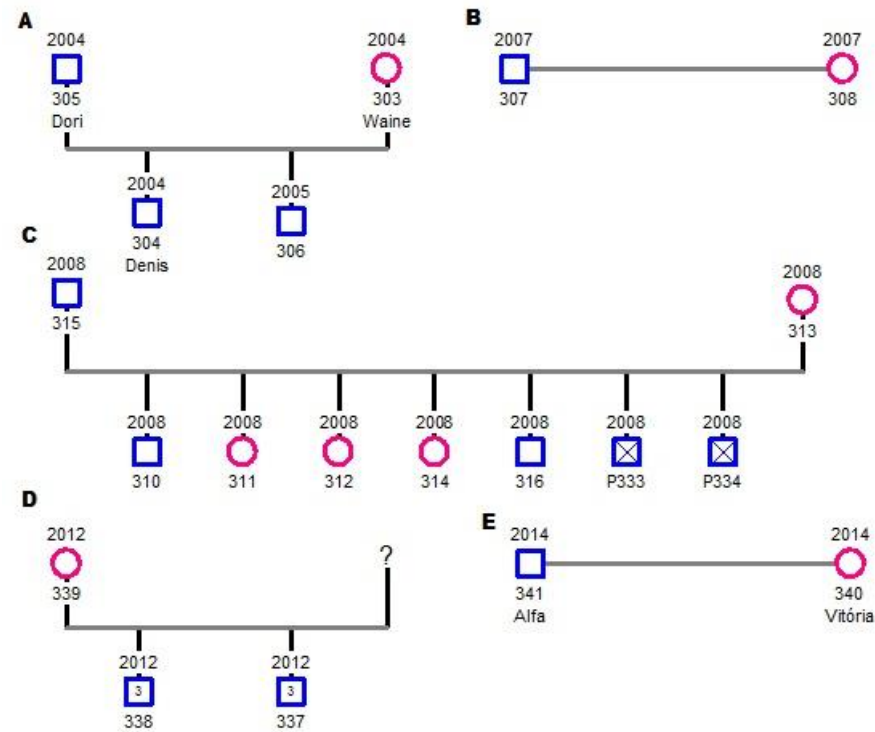 A
2004 2004
305 303
Dori Waine
2004 2005
304 306
Denis
B
2007 2007
307 308
C
2008 2008
315 313
2008 2008 2008 2008 2008 2008 2008
310 311 312 314 316 P333 P334
D
2012 ?
339
2012 2012
3 3
338 337
E
2014 2014
341 340
Alfa Vitória